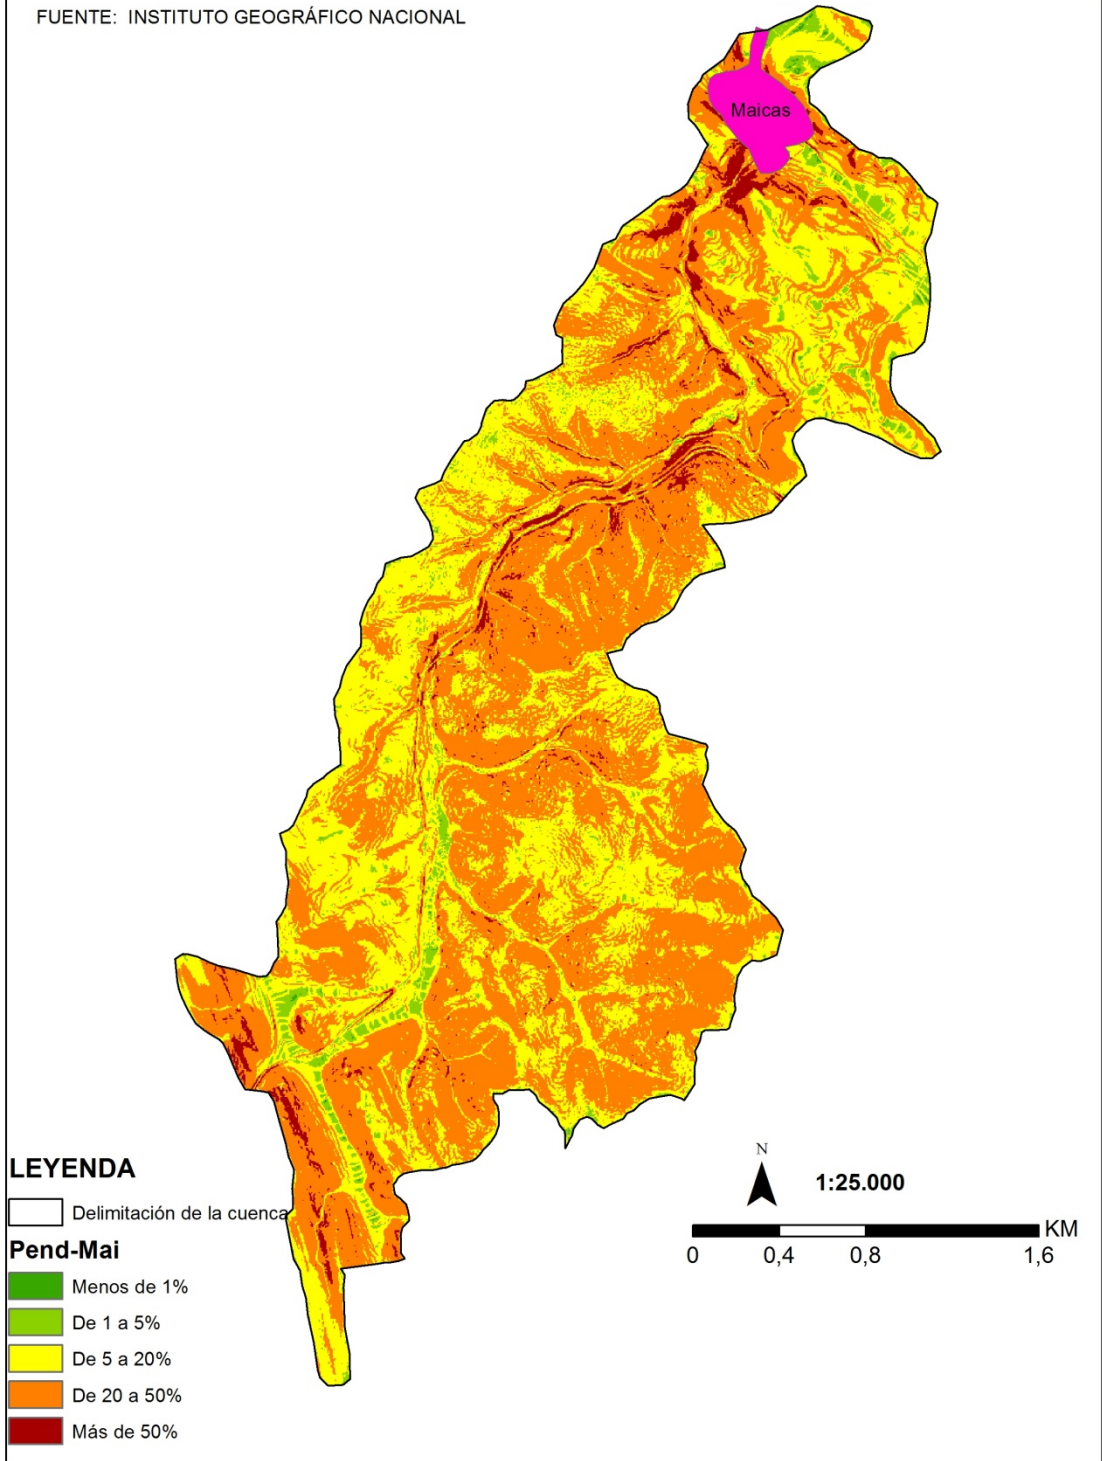 FUENTE: INSTITUTO GEOGRÁFICO NACIONAL
Maicas
LEYENDA
Delimitación de la cuenca
Pend-Mai
Menos de 1%
De 1 a 5%
De 5 a 20%
De 20 a 50%
Más de 50%
N
1:25.000
KM
0 0,4 0,8 1,6